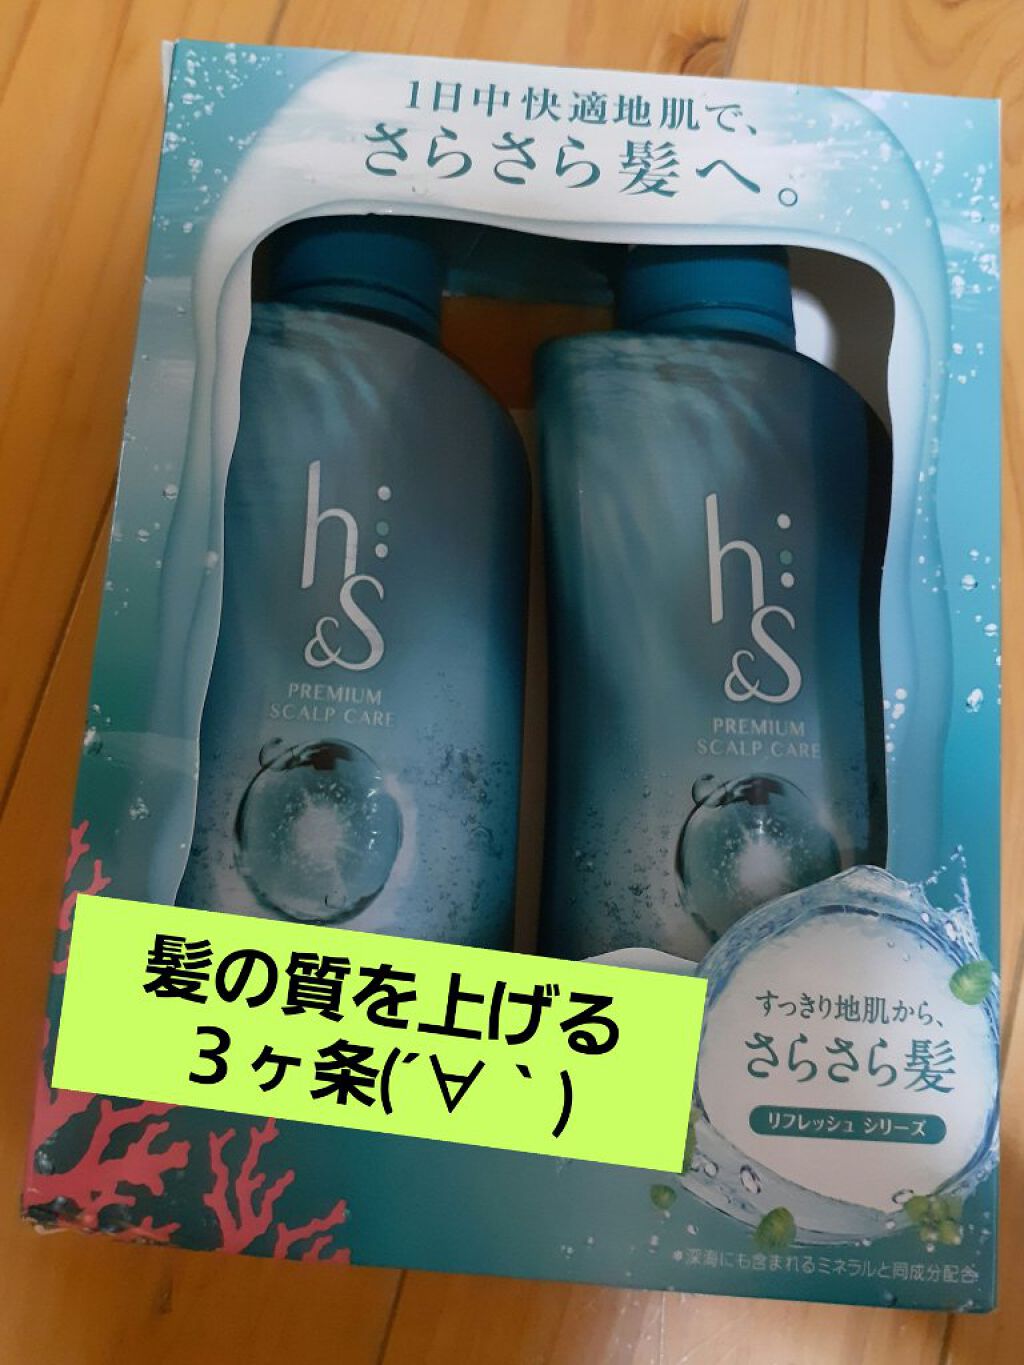 1日中快適地肌で、
さらさら髪へ。
h&s
PREMIUM
SCALP CARE
h&s
PREMIUM
SCALP CARE
髪の質を上げる
3ヶ条(´∀｀)
すっきり地肌から、
さらさら髪
リフレッシュ シリーズ
*深海にも含まれるミネラルと同成分配合